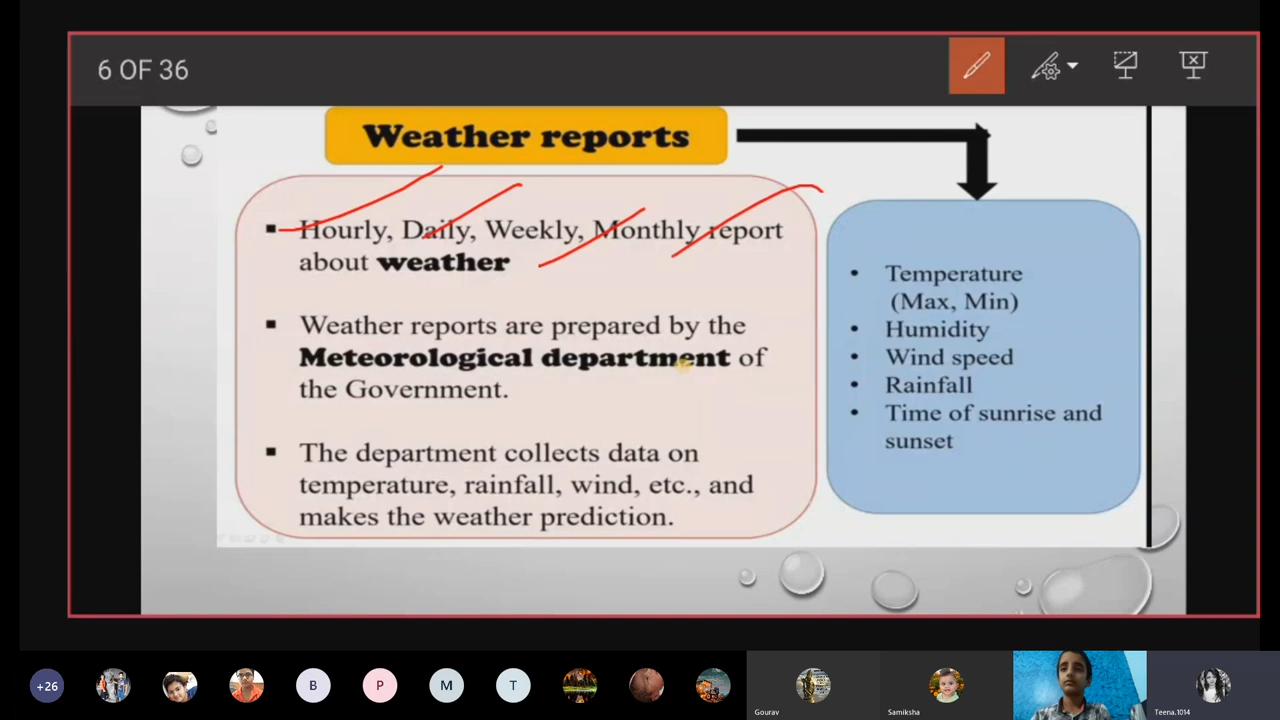 6 OF 36
Weather reports
▪ Hourly, Daily, Weekly, Monthly report
about weather
▪ Weather reports are prepared by the
Meteorological department of
the Government.
▪ The department collects data on
temperature, rainfall, wind, etc., and
makes the weather prediction.
• Temperature
(Max, Min)
• Humidity
• Wind speed
• Rainfall
• Time of sunrise and
sunset
+26
B
P
M
T
Gourav
Samiksha
Teena.1014